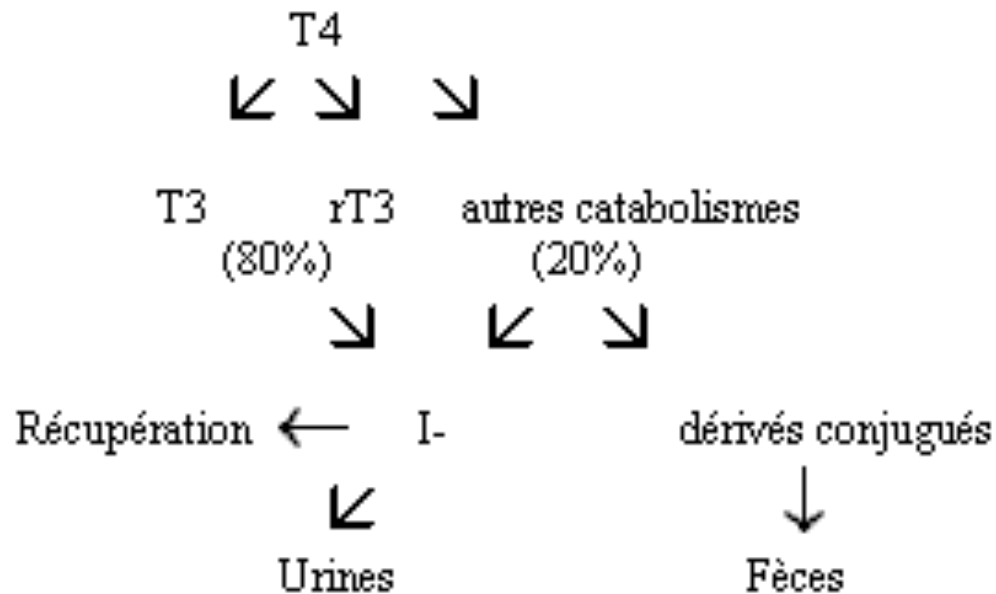 T4
T3 rT3 autres catabolismes
(80%) (20%)
Récupération I- dérivés conjugués
Urines Fèces